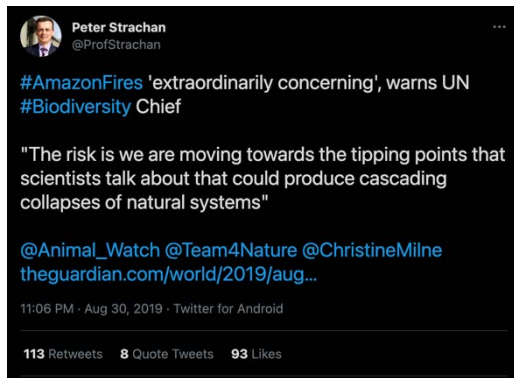 Peter Strachan
@ProfStrachan
#AmazonFires 'extraordinarily concerning', warns UN
#Biodiversity Chief
"The risk is we are moving towards the tipping points that
scientists talk about that could produce cascading
collapses of natural systems"
@Animal_Watch @Team4Nature @ChristineMilne
theguardian.com/world/2019/aug...
11:06 PM · Aug 30, 2019 · Twitter for Android
113 Retweets 8 Quote Tweets 93 Likes